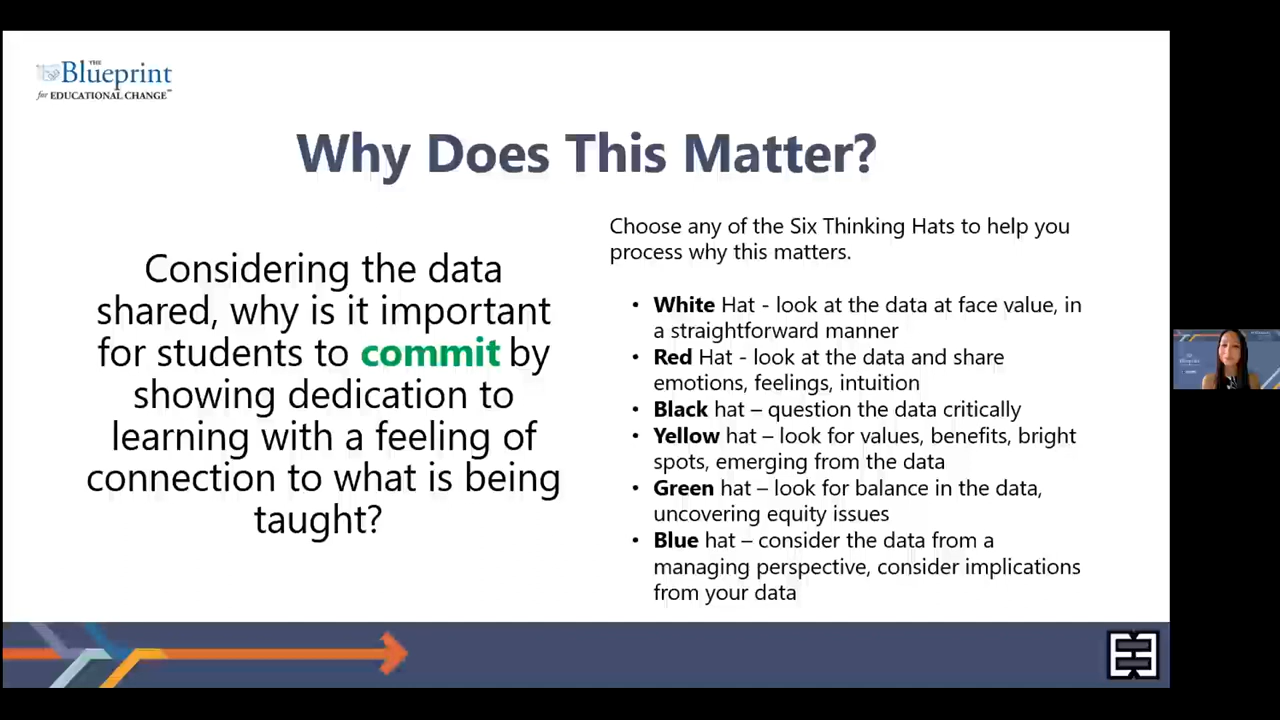 THE
Blueprint
for EDUCATIONAL CHANGE™
Why Does This Matter?
Considering the data
shared, why is it important
for students to commit by
showing dedication to
learning with a feeling of
connection to what is being
taught?
Choose any of the Six Thinking Hats to help you
process why this matters.
• White Hat - look at the data at face value, in
a straightforward manner
• Red Hat - look at the data and share
emotions, feelings, intuition
• Black hat – question the data critically
• Yellow hat – look for values, benefits, bright
spots, emerging from the data
• Green hat – look for balance in the data,
uncovering equity issues
• Blue hat – consider the data from a
managing perspective, consider implications
from your data